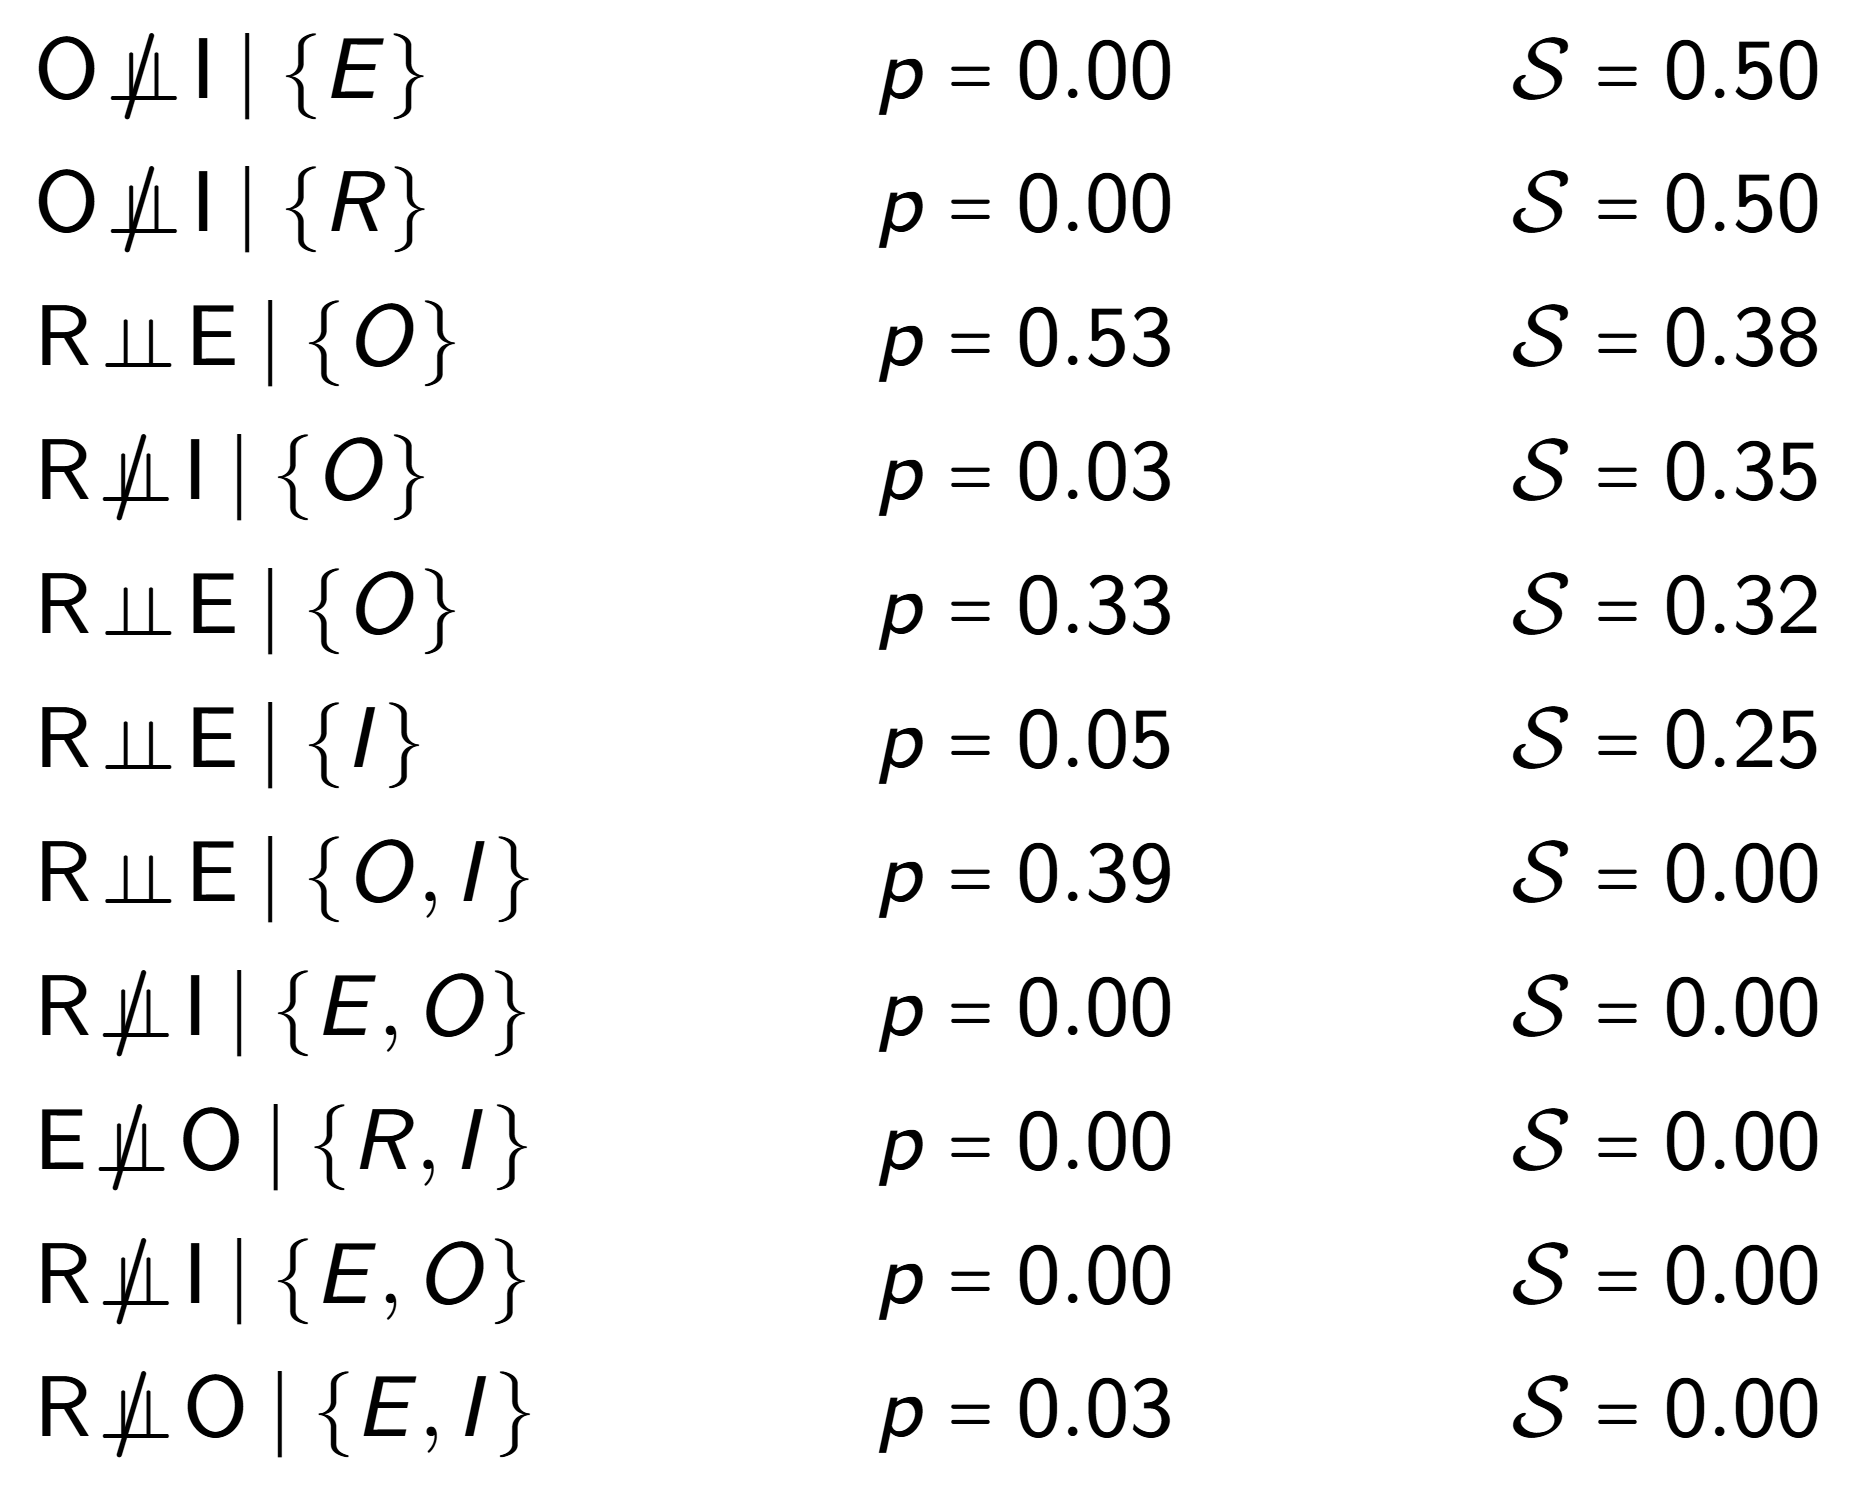 O ⫫̸ I | {E} p = 0.00 𝒮 = 0.50
O ⫫̸ I | {R} p = 0.00 𝒮 = 0.50
R ⫫ E | {O} p = 0.53 𝒮 = 0.38
R ⫫̸ I | {O} p = 0.03 𝒮 = 0.35
R ⫫ E | {O} p = 0.33 𝒮 = 0.32
R ⫫ E | {I} p = 0.05 𝒮 = 0.25
R ⫫ E | {O, I} p = 0.39 𝒮 = 0.00
R ⫫̸ I | {E, O} p = 0.00 𝒮 = 0.00
E ⫫̸ O | {R, I} p = 0.00 𝒮 = 0.00
R ⫫̸ I | {E, O} p = 0.00 𝒮 = 0.00
R ⫫̸ O | {E, I} p = 0.03 𝒮 = 0.00